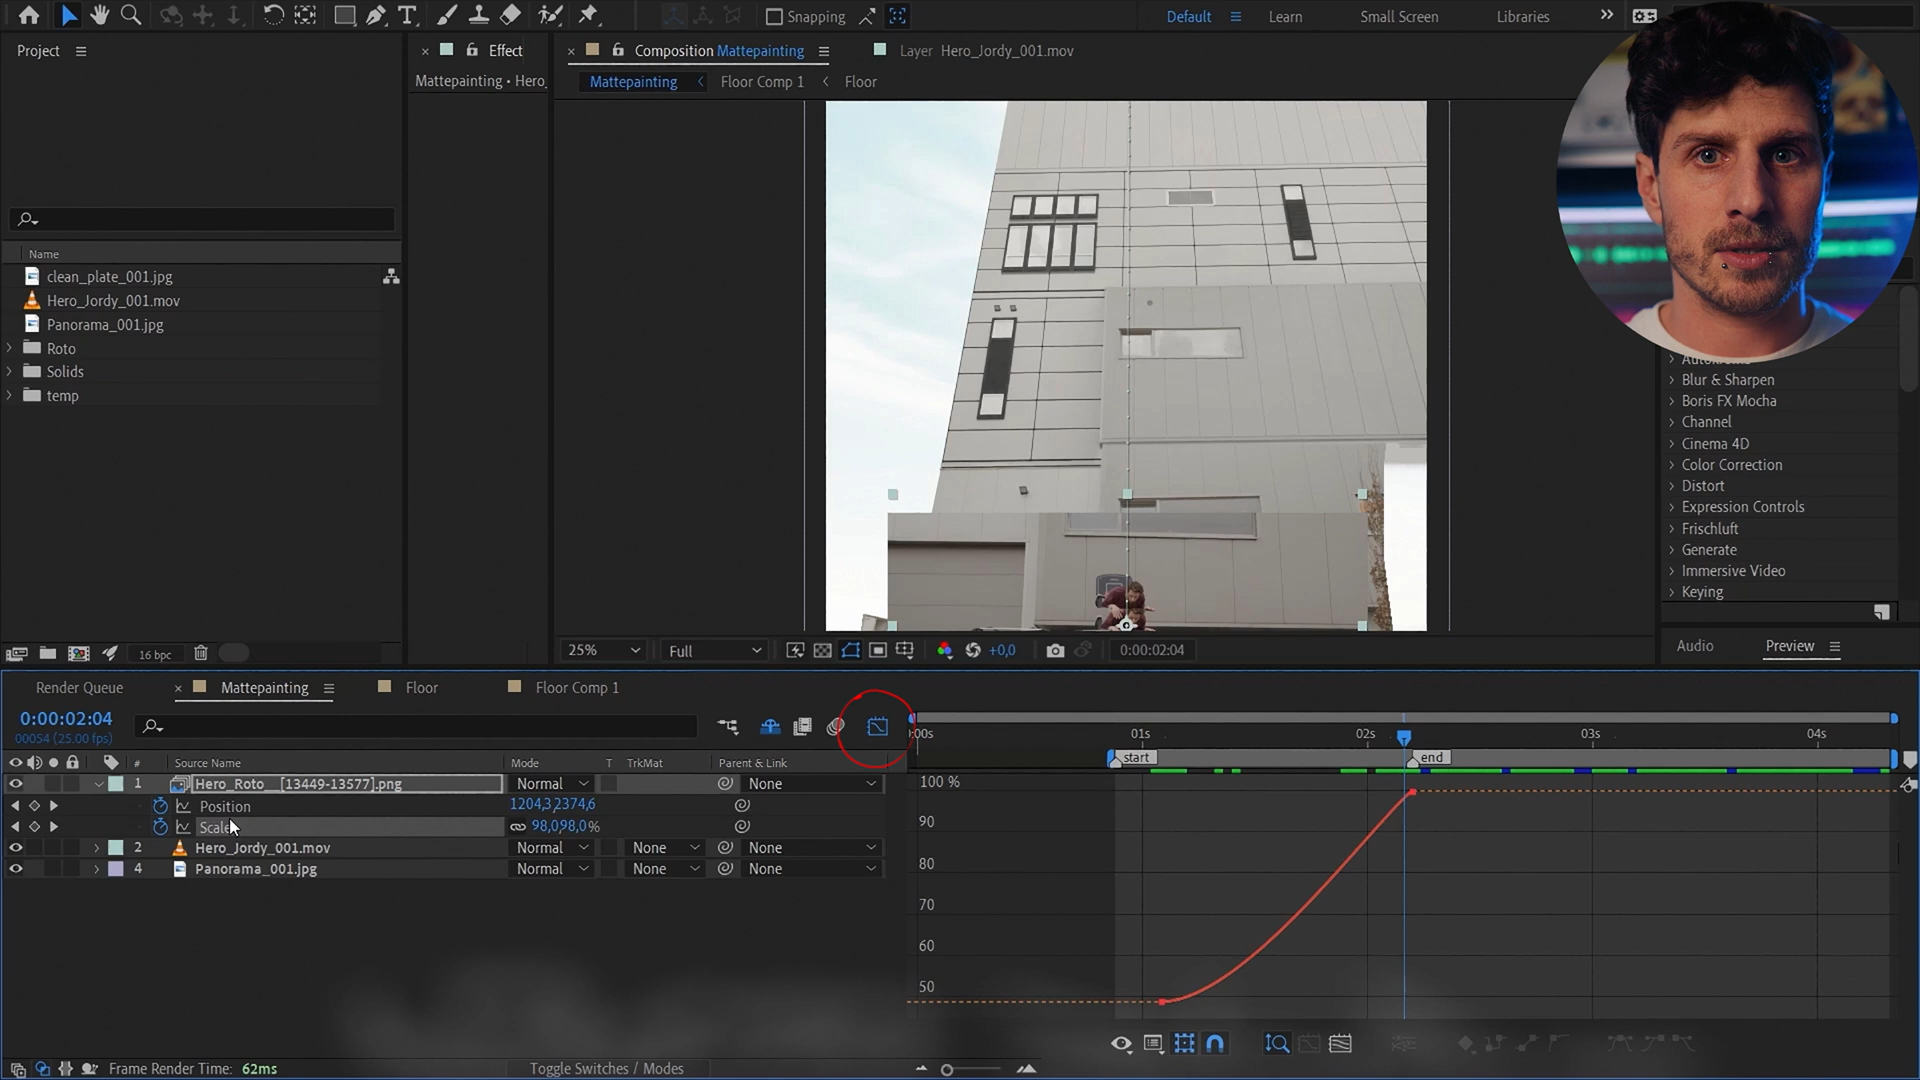 Snapping
Default
Learn
Small Screen
Libraries
Project
Effect
Composition Mattepainting
Layer Hero_Jordy_001.mov
Mattepainting • Hero_
Mattepainting
Floor Comp 1
Floor
Name
clean_plate_001.jpg
Hero_Jordy_001.mov
Panorama_001.jpg
Roto
Solids
temp
Blur & Sharpen
Boris FX Mocha
Channel
Cinema 4D
Color Correction
Distort
Expression Controls
Frischluft
Generate
Immersive Video
Keying
16 bpc
25%
Full
+0,0
0:00:02:04
Audio
Preview
Render Queue
Mattepainting
Floor
Floor Comp 1
0:00:02:04
00054 (25.00 fps)
:00s
01s
02s
03s
04s
start
end
#
Source Name
Mode
T
TrkMat
Parent & Link
1
Hero_Roto__[13449-13577].png
Normal
None
Position
1204,3,2374,6
Scale
98,0,98,0%
2
Hero_Jordy_001.mov
Normal
None
None
4
Panorama_001.jpg
Normal
None
None
100 %
90
80
70
60
50
Frame Render Time: 62ms
Toggle Switches / Modes